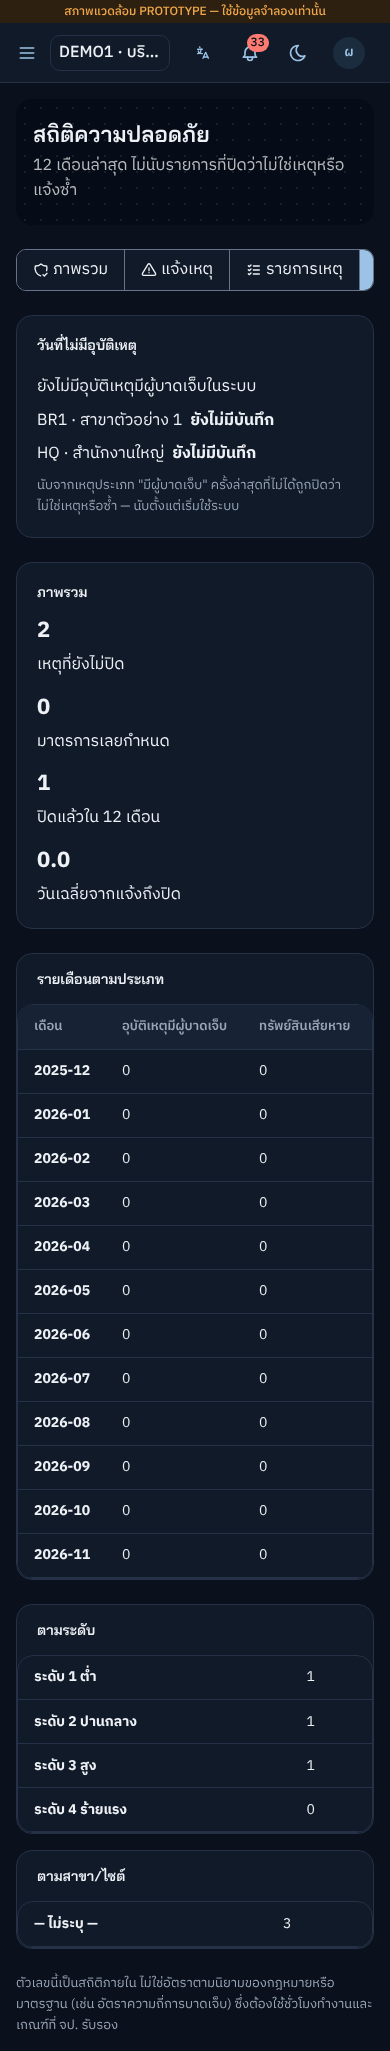 สภาพแวดล้อม PROTOTYPE — ใช้ข้อมูลจำลองเท่านั้น
DEMO1 · บริ...
33
ผ
สถิติความปลอดภัย
12 เดือนล่าสุด ไม่นับรายการที่ปิดว่าไม่ใช่เหตุหรือ
แจ้งซ้ำ
ภาพรวม แจ้งเหตุ รายการเหตุ
วันที่ไม่มีอุบัติเหตุ
ยังไม่มีอุบัติเหตุมีผู้บาดเจ็บในระบบ
BR1 · สาขาตัวอย่าง 1 ยังไม่มีบันทึก
HQ · สำนักงานใหญ่ ยังไม่มีบันทึก
นับจากเหตุประเภท "มีผู้บาดเจ็บ" ครั้งล่าสุดที่ไม่ได้ถูกปิดว่า
ไม่ใช่เหตุหรือซ้ำ — นับตั้งแต่เริ่มใช้ระบบ
ภาพรวม
2
เหตุที่ยังไม่ปิด
0
มาตรการเลยกำหนด
1
ปิดแล้วใน 12 เดือน
0.0
วันเฉลี่ยจากแจ้งถึงปิด
รายเดือนตามประเภท
เดือน อุบัติเหตุมีผู้บาดเจ็บ ทรัพย์สินเสียหาย
2025-12 0 0
2026-01 0 0
2026-02 0 0
2026-03 0 0
2026-04 0 0
2026-05 0 0
2026-06 0 0
2026-07 0 0
2026-08 0 0
2026-09 0 0
2026-10 0 0
2026-11 0 0
ตามระดับ
ระดับ 1 ต่ำ 1
ระดับ 2 ปานกลาง 1
ระดับ 3 สูง 1
ระดับ 4 ร้ายแรง 0
ตามสาขา/ไซต์
— ไม่ระบุ — 3
ตัวเลขนี้เป็นสถิติภายใน ไม่ใช่อัตราตามนิยามของกฎหมายหรือ
มาตรฐาน (เช่น อัตราความถี่การบาดเจ็บ) ซึ่งต้องใช้ชั่วโมงทำงานและ
เกณฑ์ที่ จป. รับรอง